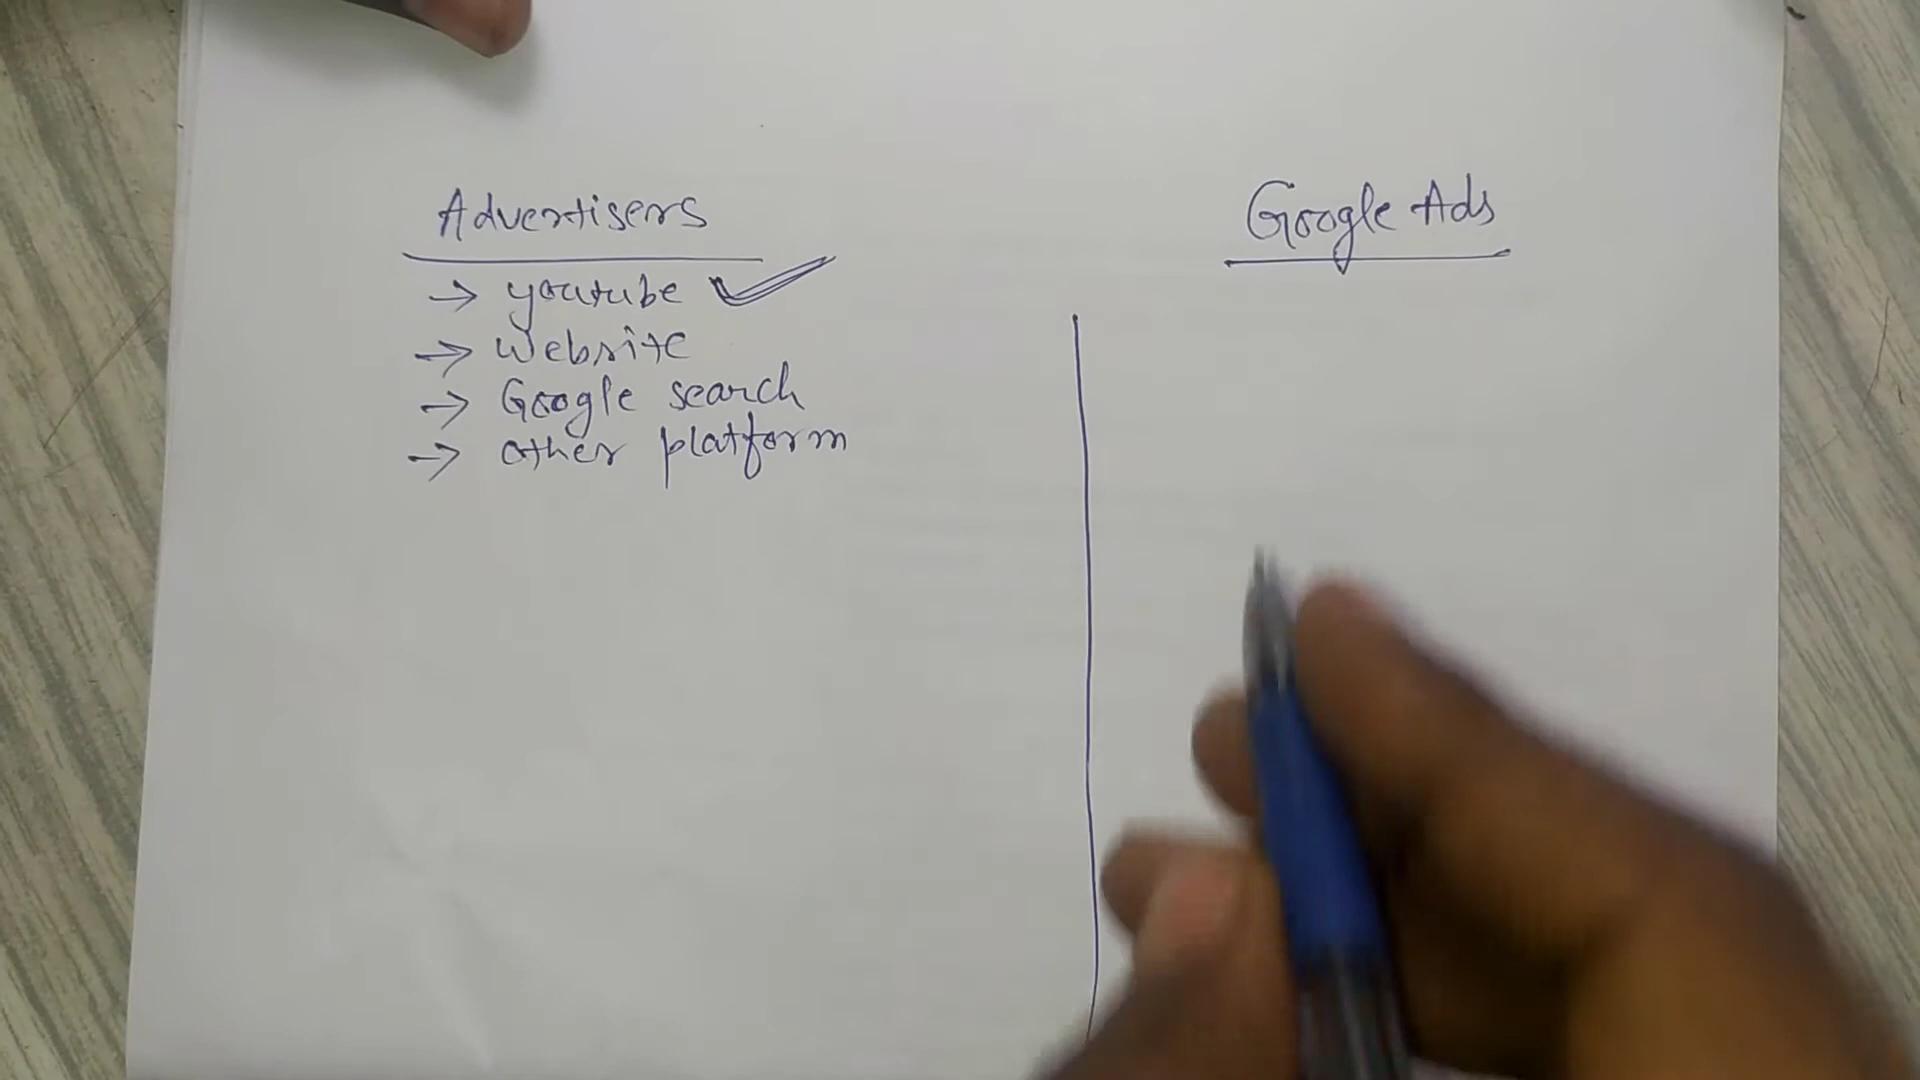 Advertisers
Google Ads
→ youtube ✓
→ Website
→ Google search
→ other platform